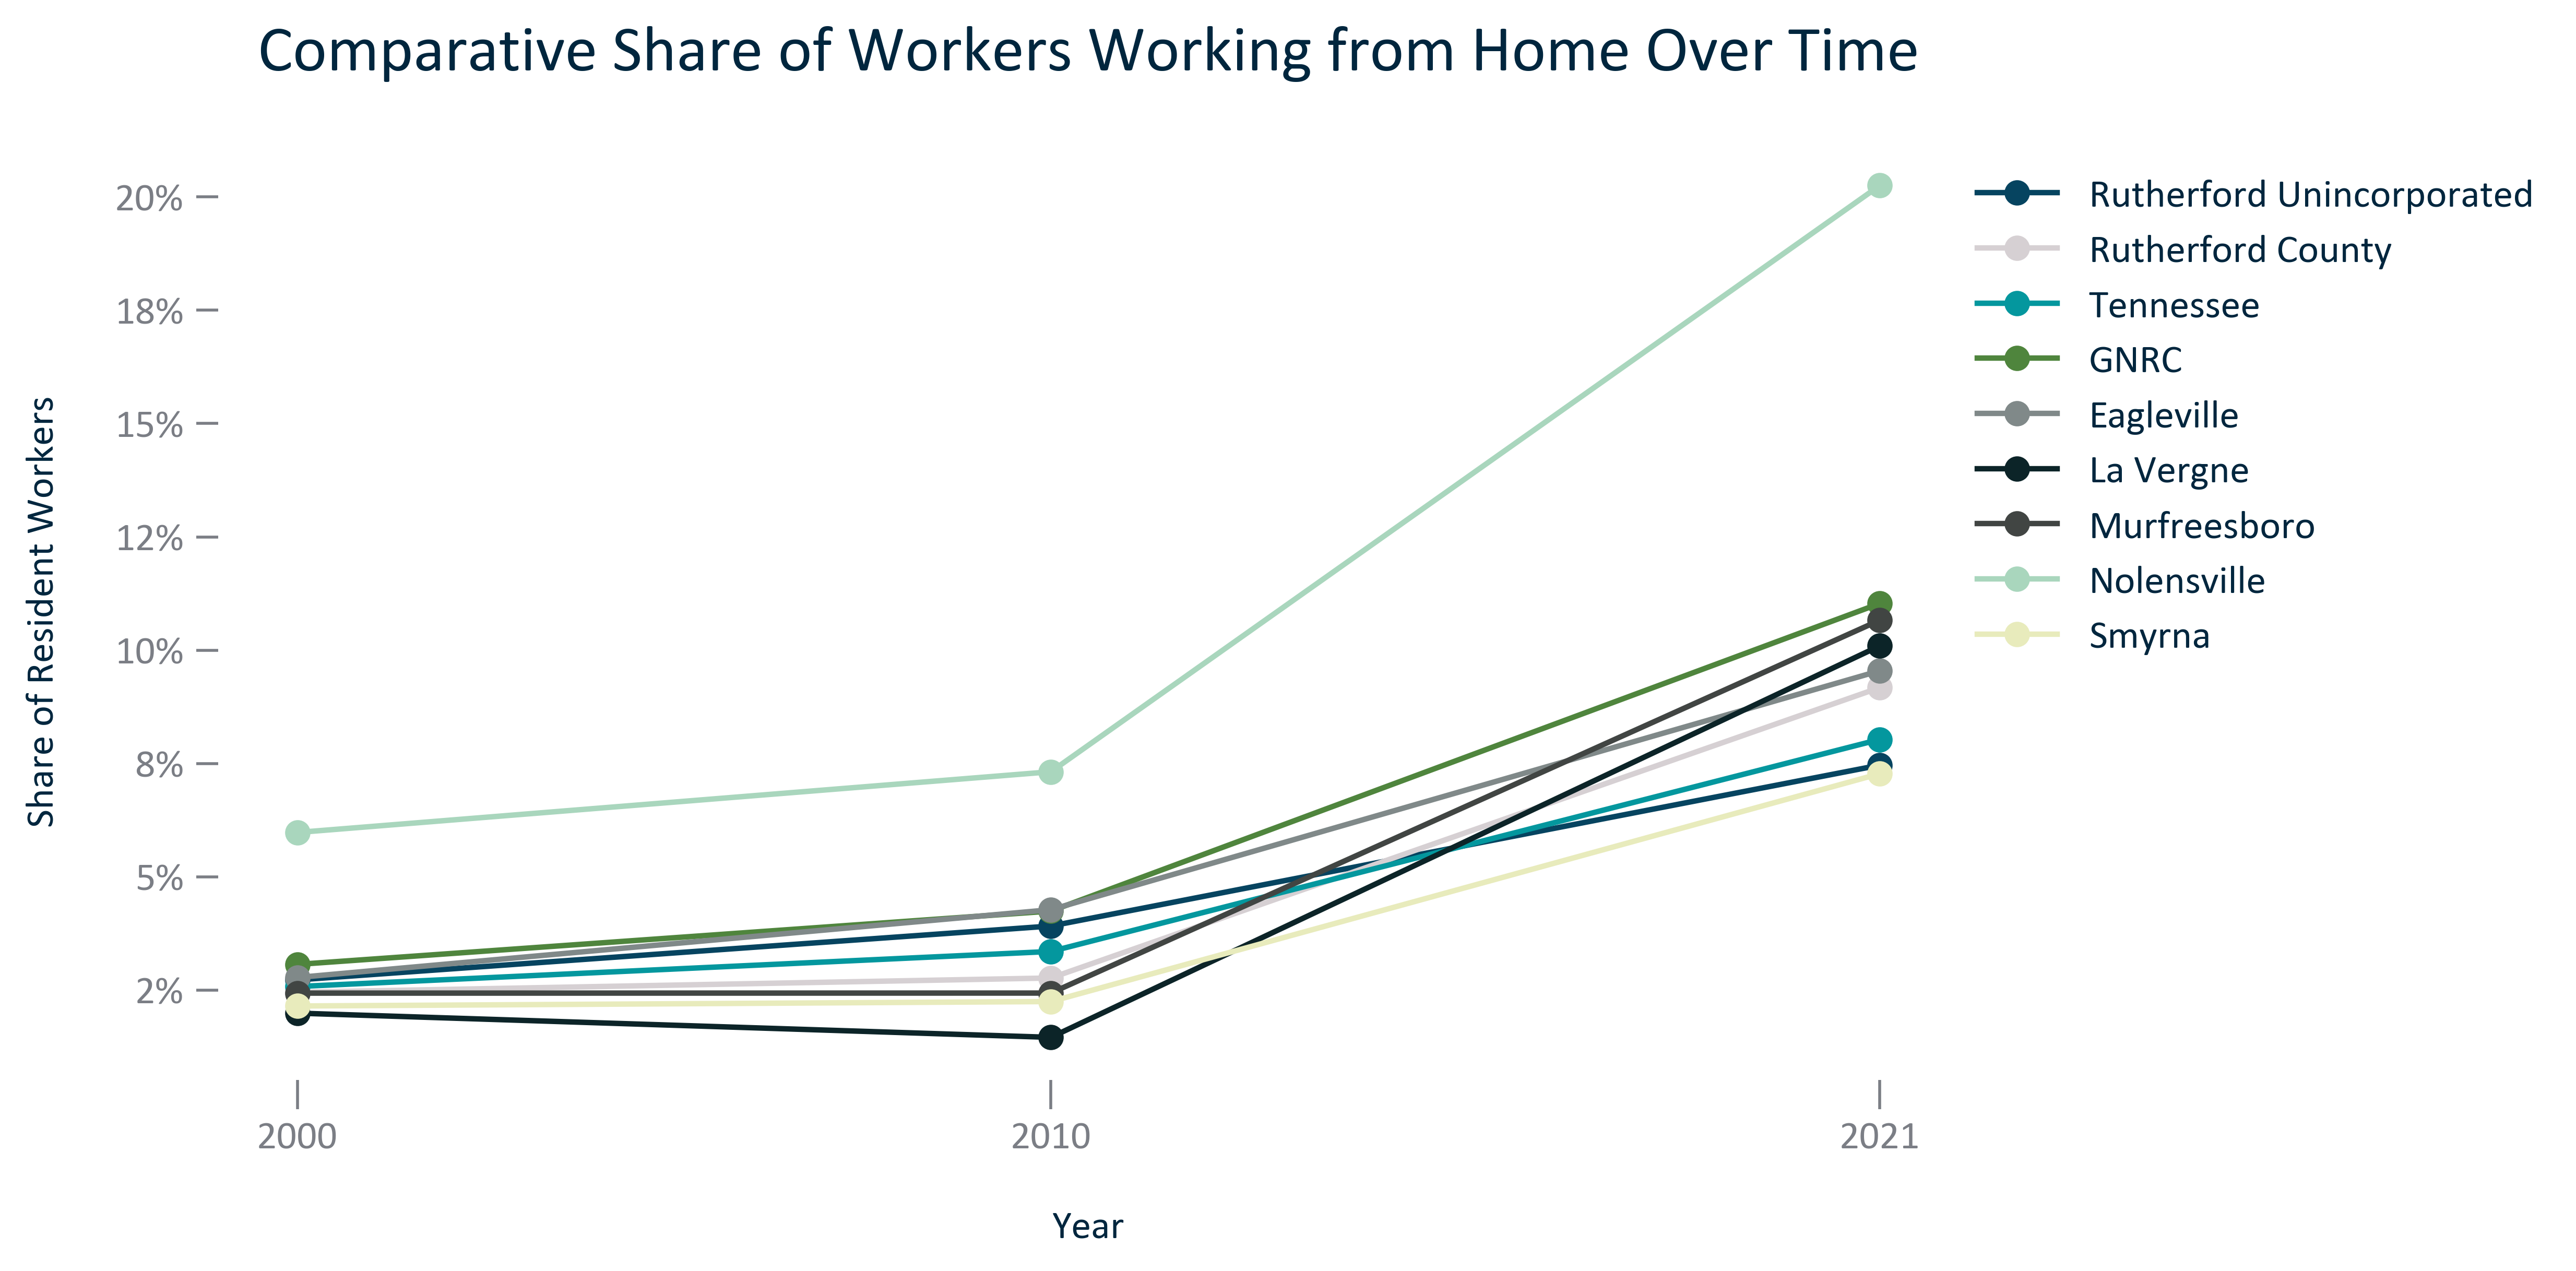 Comparative Share of Workers Working from Home Over Time
Share of Resident Workers
20%
18%
15%
12%
10%
8%
5%
2%
2000
2010
2021
Year
Rutherford Unincorporated
Rutherford County
Tennessee
GNRC
Eagleville
La Vergne
Murfreesboro
Nolensville
Smyrna